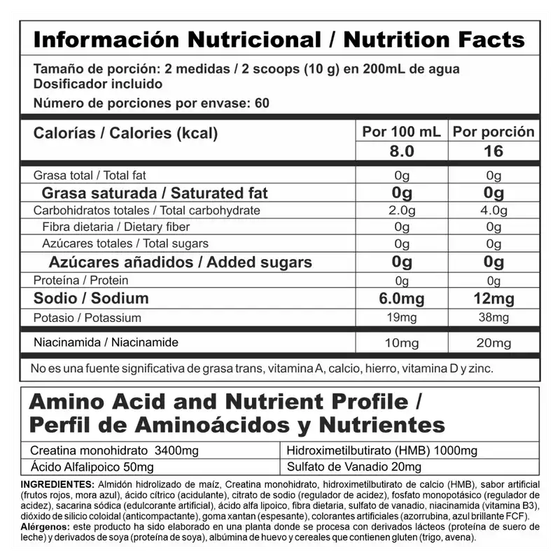 Información Nutricional / Nutrition Facts
Tamaño de porción: 2 medidas / 2 scoops (10 g) en 200mL de agua
Dosificador incluido
Número de porciones por envase: 60
Calorías / Calories (kcal) Por 100 mL Por porción
8.0 16
Grasa total / Total fat 0g 0g
Grasa saturada / Saturated fat 0g 0g
Carbohidratos totales / Total carbohydrate 2.0g 4.0g
Fibra dietaria / Dietary fiber 0g 0g
Azúcares totales / Total sugars 0g 0g
Azúcares añadidos / Added sugars 0g 0g
Proteína / Protein 0g 0g
Sodio / Sodium 6.0mg 12mg
Potasio / Potassium 19mg 38mg
Niacinamida / Niacinamide 10mg 20mg
No es una fuente significativa de grasa trans, vitamina A, calcio, hierro, vitamina D y zinc.
Amino Acid and Nutrient Profile /
Perfil de Aminoácidos y Nutrientes
Creatina monohidrato 3400mg Hidroximetilbutirato (HMB) 1000mg
Ácido Alfalipoico 50mg Sulfato de Vanadio 20mg
INGREDIENTES: Almidón hidrolizado de maíz, Creatina monohidrato, hidroximetilbutirato de calcio (HMB), sabor artificial
(frutos rojos, mora azul), ácido cítrico (acidulante), citrato de sodio (regulador de acidez), fosfato monopotásico (regulador de
acidez), sacarina sódica (edulcorante artificial), ácido alfa lipoico, fibra dietaria, sulfato de vanadio, niacinamida (vitamina B3),
dióxido de silicio coloidal (anticompactante), goma xantan (espesante), colorantes artificiales (azorrubina, azul brillante FCF).
Alérgenos: este producto ha sido elaborado en una planta donde se procesa con derivados lácteos (proteína de suero de
leche) y derivados de soya (proteína de soya), albúmina de huevo y cereales que contienen gluten (trigo, avena).